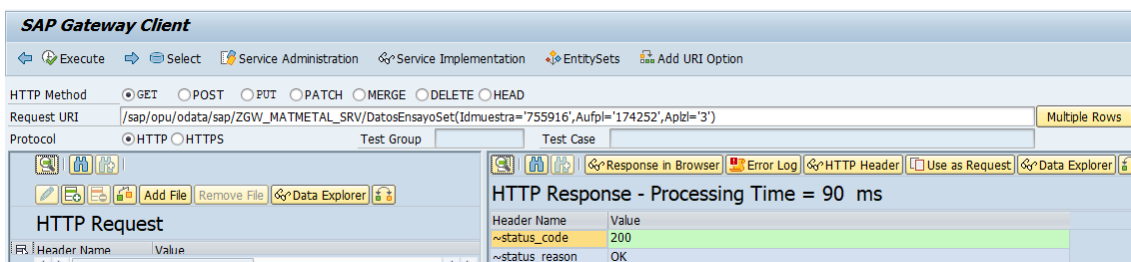 SAP Gateway Client
Execute Select Service Administration Service Implementation EntitySets Add URI Option
HTTP Method GET POST PUT PATCH MERGE DELETE HEAD
Request URI /sap/opu/odata/sap/ZGW_MATMETAL_SRV/DatosEnsayoSet(Idmuestra='755916',Aufpl='174252',Aplzl='3') Multiple Rows
Protocol HTTP HTTPS Test Group Test Case
Response in Browser Error Log HTTP Header Use as Request Data Explorer
Add File Remove File Data Explorer
HTTP Response - Processing Time = 90 ms
HTTP Request
Header Name Value
Header Name Value
~status_code 200
~status_reason OK